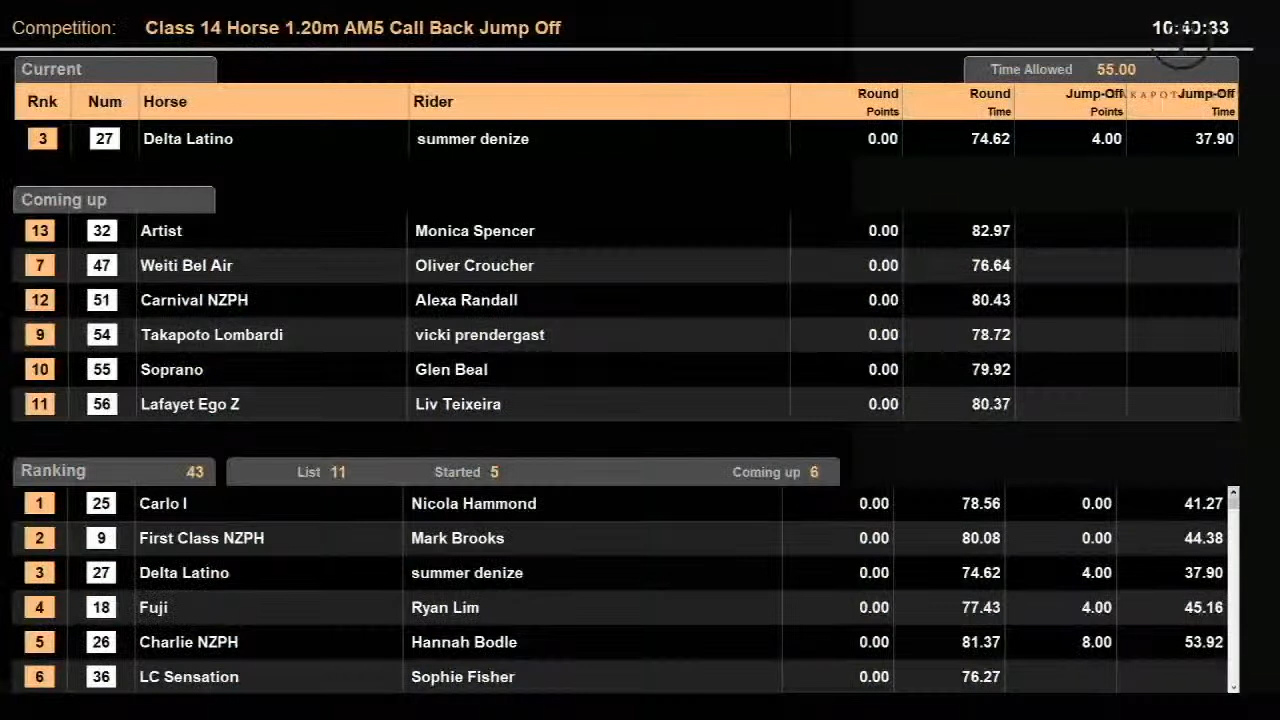 Competition: Class 14 Horse 1.20m AM5 Call Back Jump Off 10:40:33
Current Time Allowed 55.00
Rnk Num Horse Rider Round Points Round Time Jump-Off Points Jump-Off Time
3 27 Delta Latino summer denize 0.00 74.62 4.00 37.90
Coming up
13 32 Artist Monica Spencer 0.00 82.97
7 47 Weiti Bel Air Oliver Croucher 0.00 76.64
12 51 Carnival NZPH Alexa Randall 0.00 80.43
9 54 Takapoto Lombardi vicki prendergast 0.00 78.72
10 55 Soprano Glen Beal 0.00 79.92
11 56 Lafayet Ego Z Liv Teixeira 0.00 80.37
Ranking 43 List 11 Started 5 Coming up 6
1 25 Carlo I Nicola Hammond 0.00 78.56 0.00 41.27
2 9 First Class NZPH Mark Brooks 0.00 80.08 0.00 44.38
3 27 Delta Latino summer denize 0.00 74.62 4.00 37.90
4 18 Fuji Ryan Lim 0.00 77.43 4.00 45.16
5 26 Charlie NZPH Hannah Bodle 0.00 81.37 8.00 53.92
6 36 LC Sensation Sophie Fisher 0.00 76.27